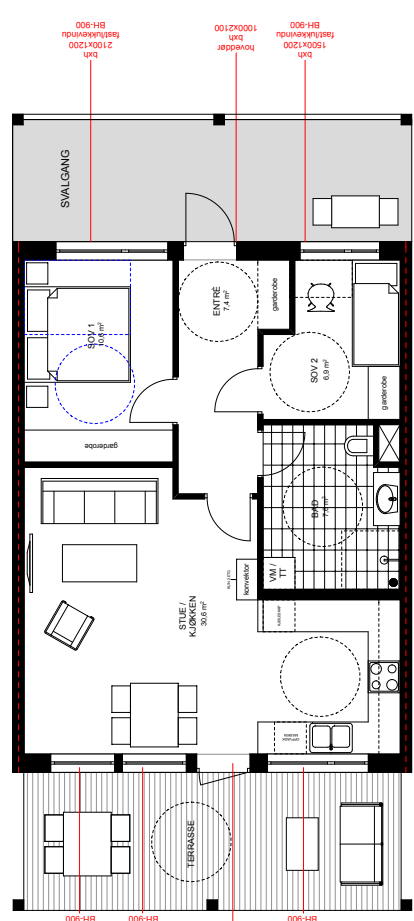 BH-900
fast/lukkevindu
2100x1200
bxh
1000x2100
bxh
hoveddør
BH-900
fast/lukkevindu
1500x1200
bxh
SVALGANG
SOV 1
10,6 m²
ENTRÉ
7,4 m²
garderobe
SOV 2
6,9 m²
garderobe
garderobe
BAD
7,6 m²
VM /
TT
konvektor
STUE /
KJØKKEN
30,6 m²
TERRASSE
BH-900
BH-900
BH-900